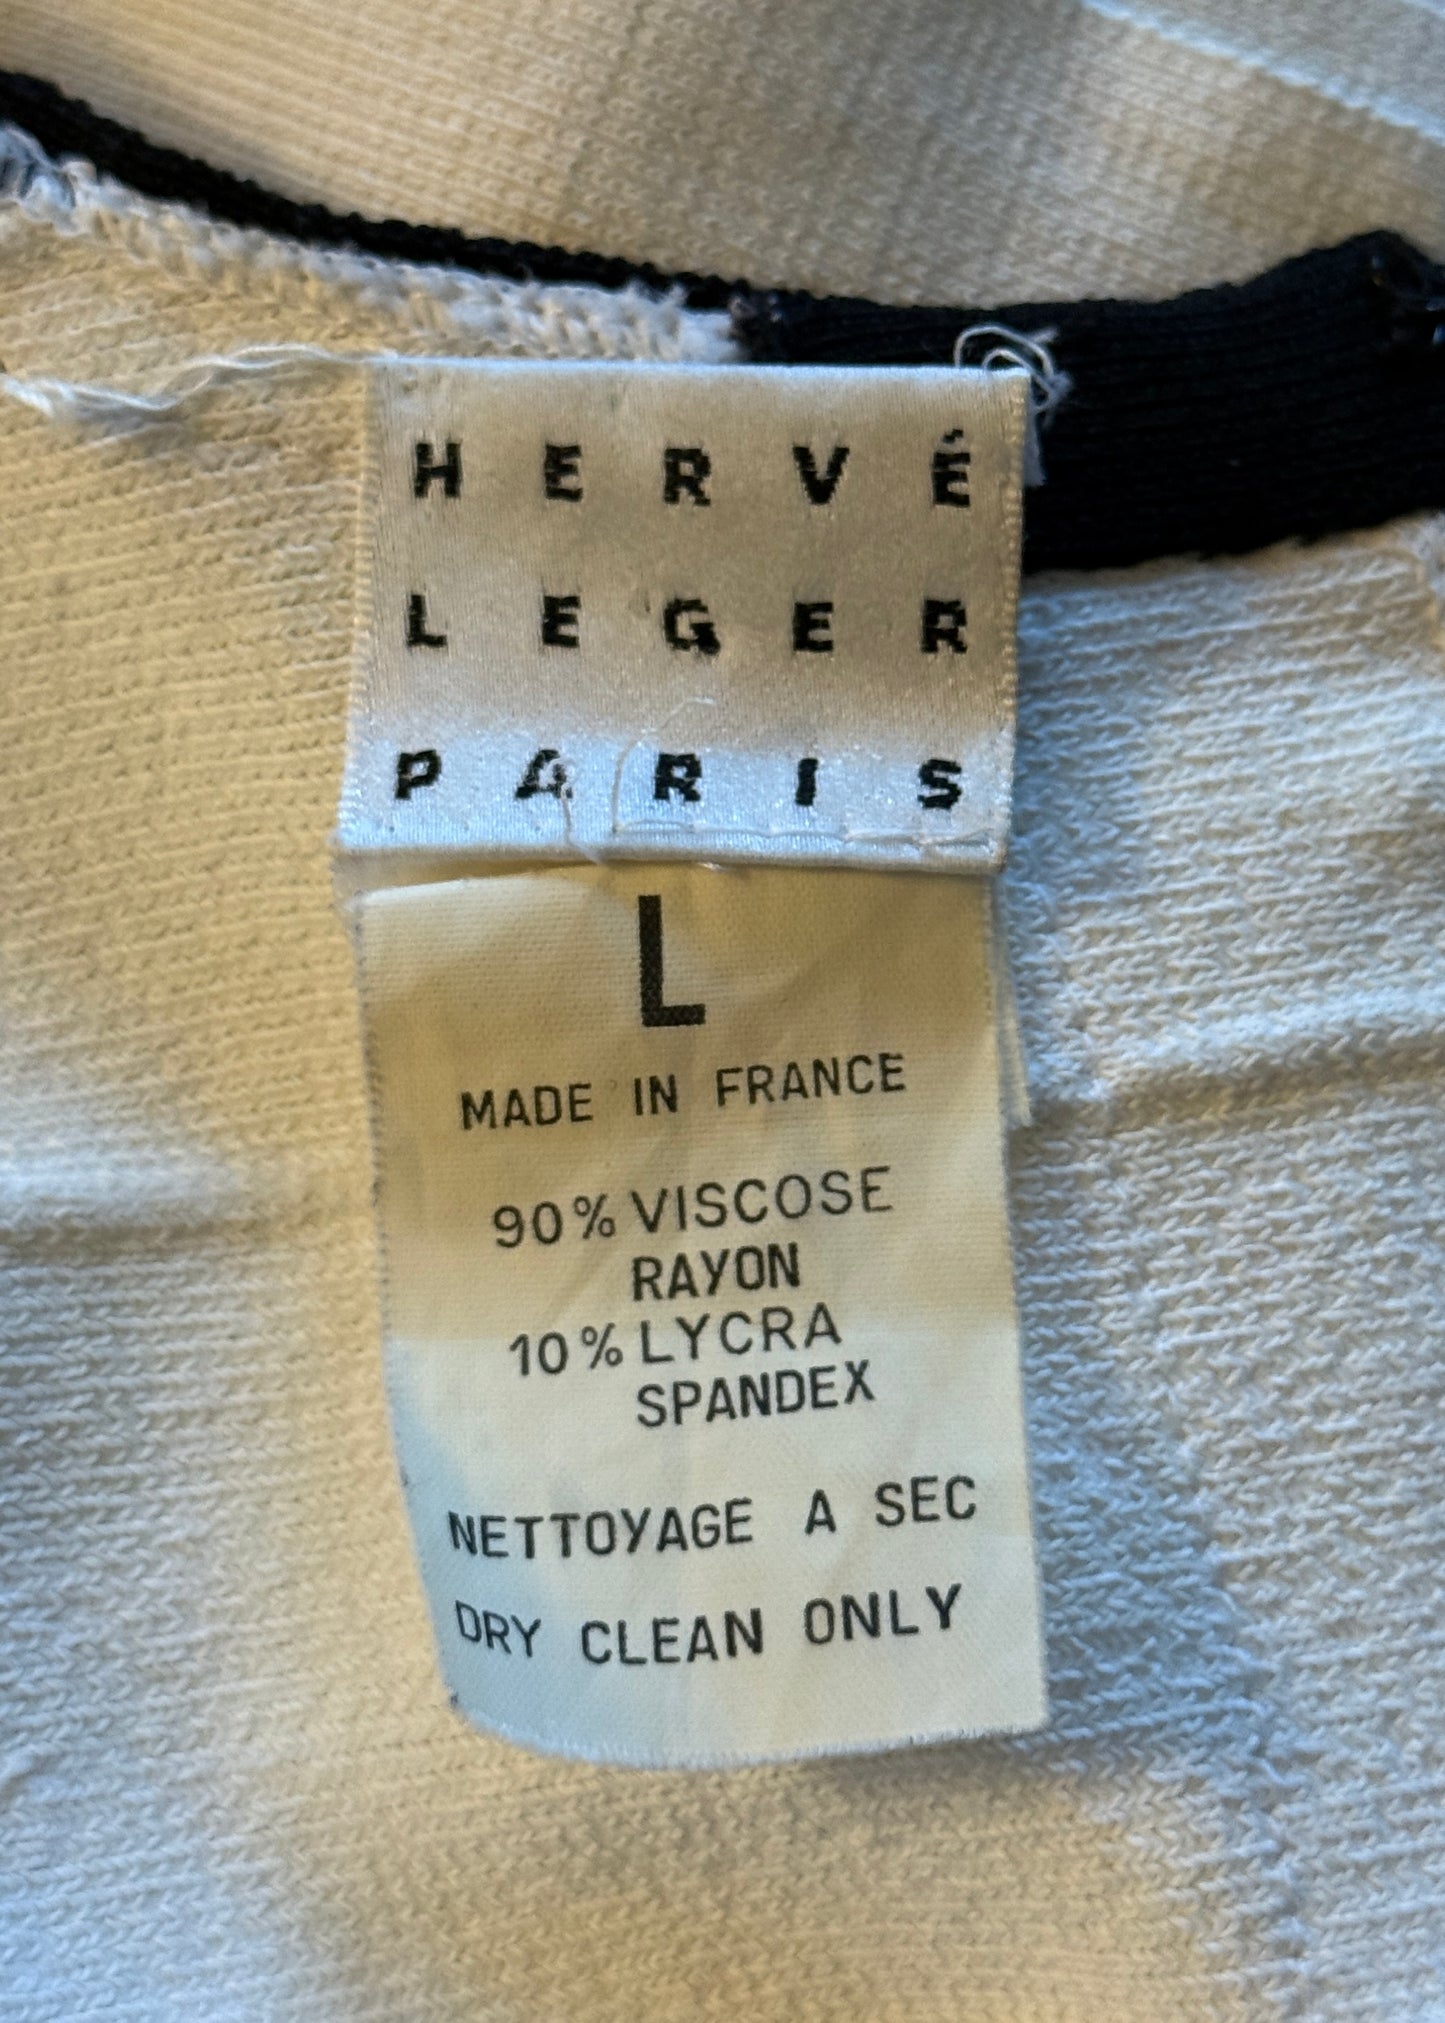 HERVÉ
LEGER
PARIS
L
MADE IN FRANCE
90% VISCOSE
RAYON
10% LYCRA
SPANDEX
NETTOYAGE A SEC
DRY CLEAN ONLY